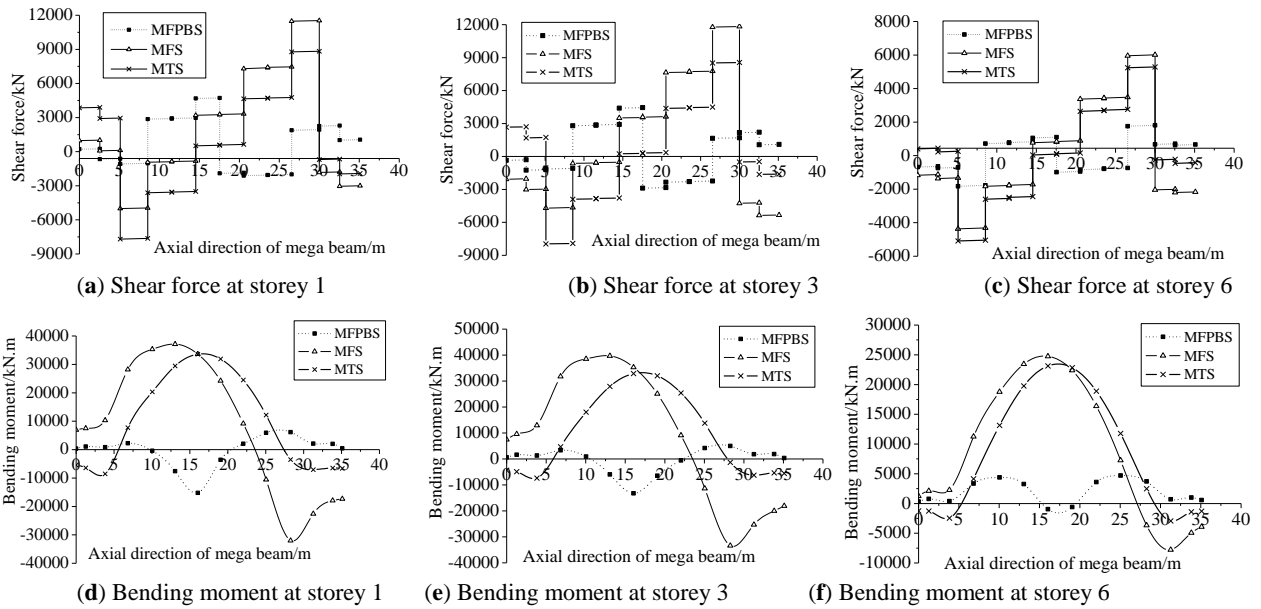 12000
9000
6000
3000
0
-3000
-6000
-9000
Shear force/kN
MFPBS
MFS
MTS
0 5 10 15 20 25 30 35 40
Axial direction of mega beam/m
(a) Shear force at storey 1
12000
9000
6000
3000
0
-3000
-6000
-9000
Shear force/kN
MFPBS
MFS
MTS
0 5 10 15 20 25 30 35 40
Axial direction of mega beam/m
(b) Shear force at storey 3
8000
6000
4000
2000
0
-2000
-4000
-6000
Shear force/kN
MFPBS
MFS
MTS
0 5 10 15 20 25 30 35 40
Axial direction of mega beam/m
(c) Shear force at storey 6
40000
30000
20000
10000
0
-10000
-20000
-30000
-40000
Bending moment/kN.m
MFPBS
MFS
MTS
0 5 10 15 20 25 30 35 40
Axial direction of mega beam/m
(d) Bending moment at storey 1
50000
40000
30000
20000
10000
0
-10000
-20000
-30000
-40000
Bending moment/kN.m
MFPBS
MFS
MTS
0 5 10 15 20 25 30 35 40
Axial direction of mega beam/m
(e) Bending moment at storey 3
30000
25000
20000
15000
10000
5000
0
-5000
-10000
Bending moment/kN.m
MFPBS
MFS
MTS
0 5 10 15 20 25 30 35 40
Axial direction of mega beam/m
(f) Bending moment at storey 6